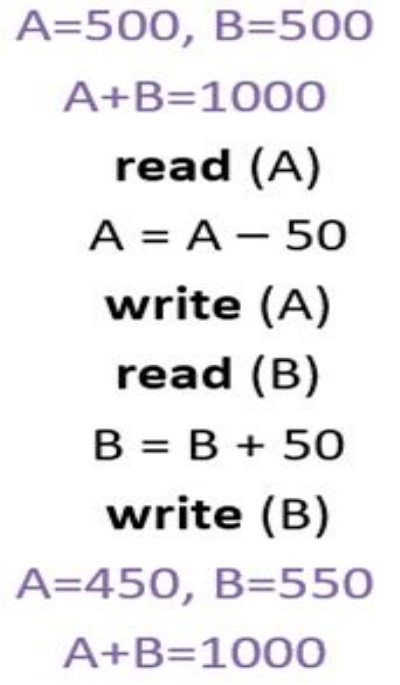 A=500, B=500
A+B=1000
read (A)
A = A – 50
write (A)
read (B)
B = B + 50
write (B)
A=450, B=550
A+B=1000